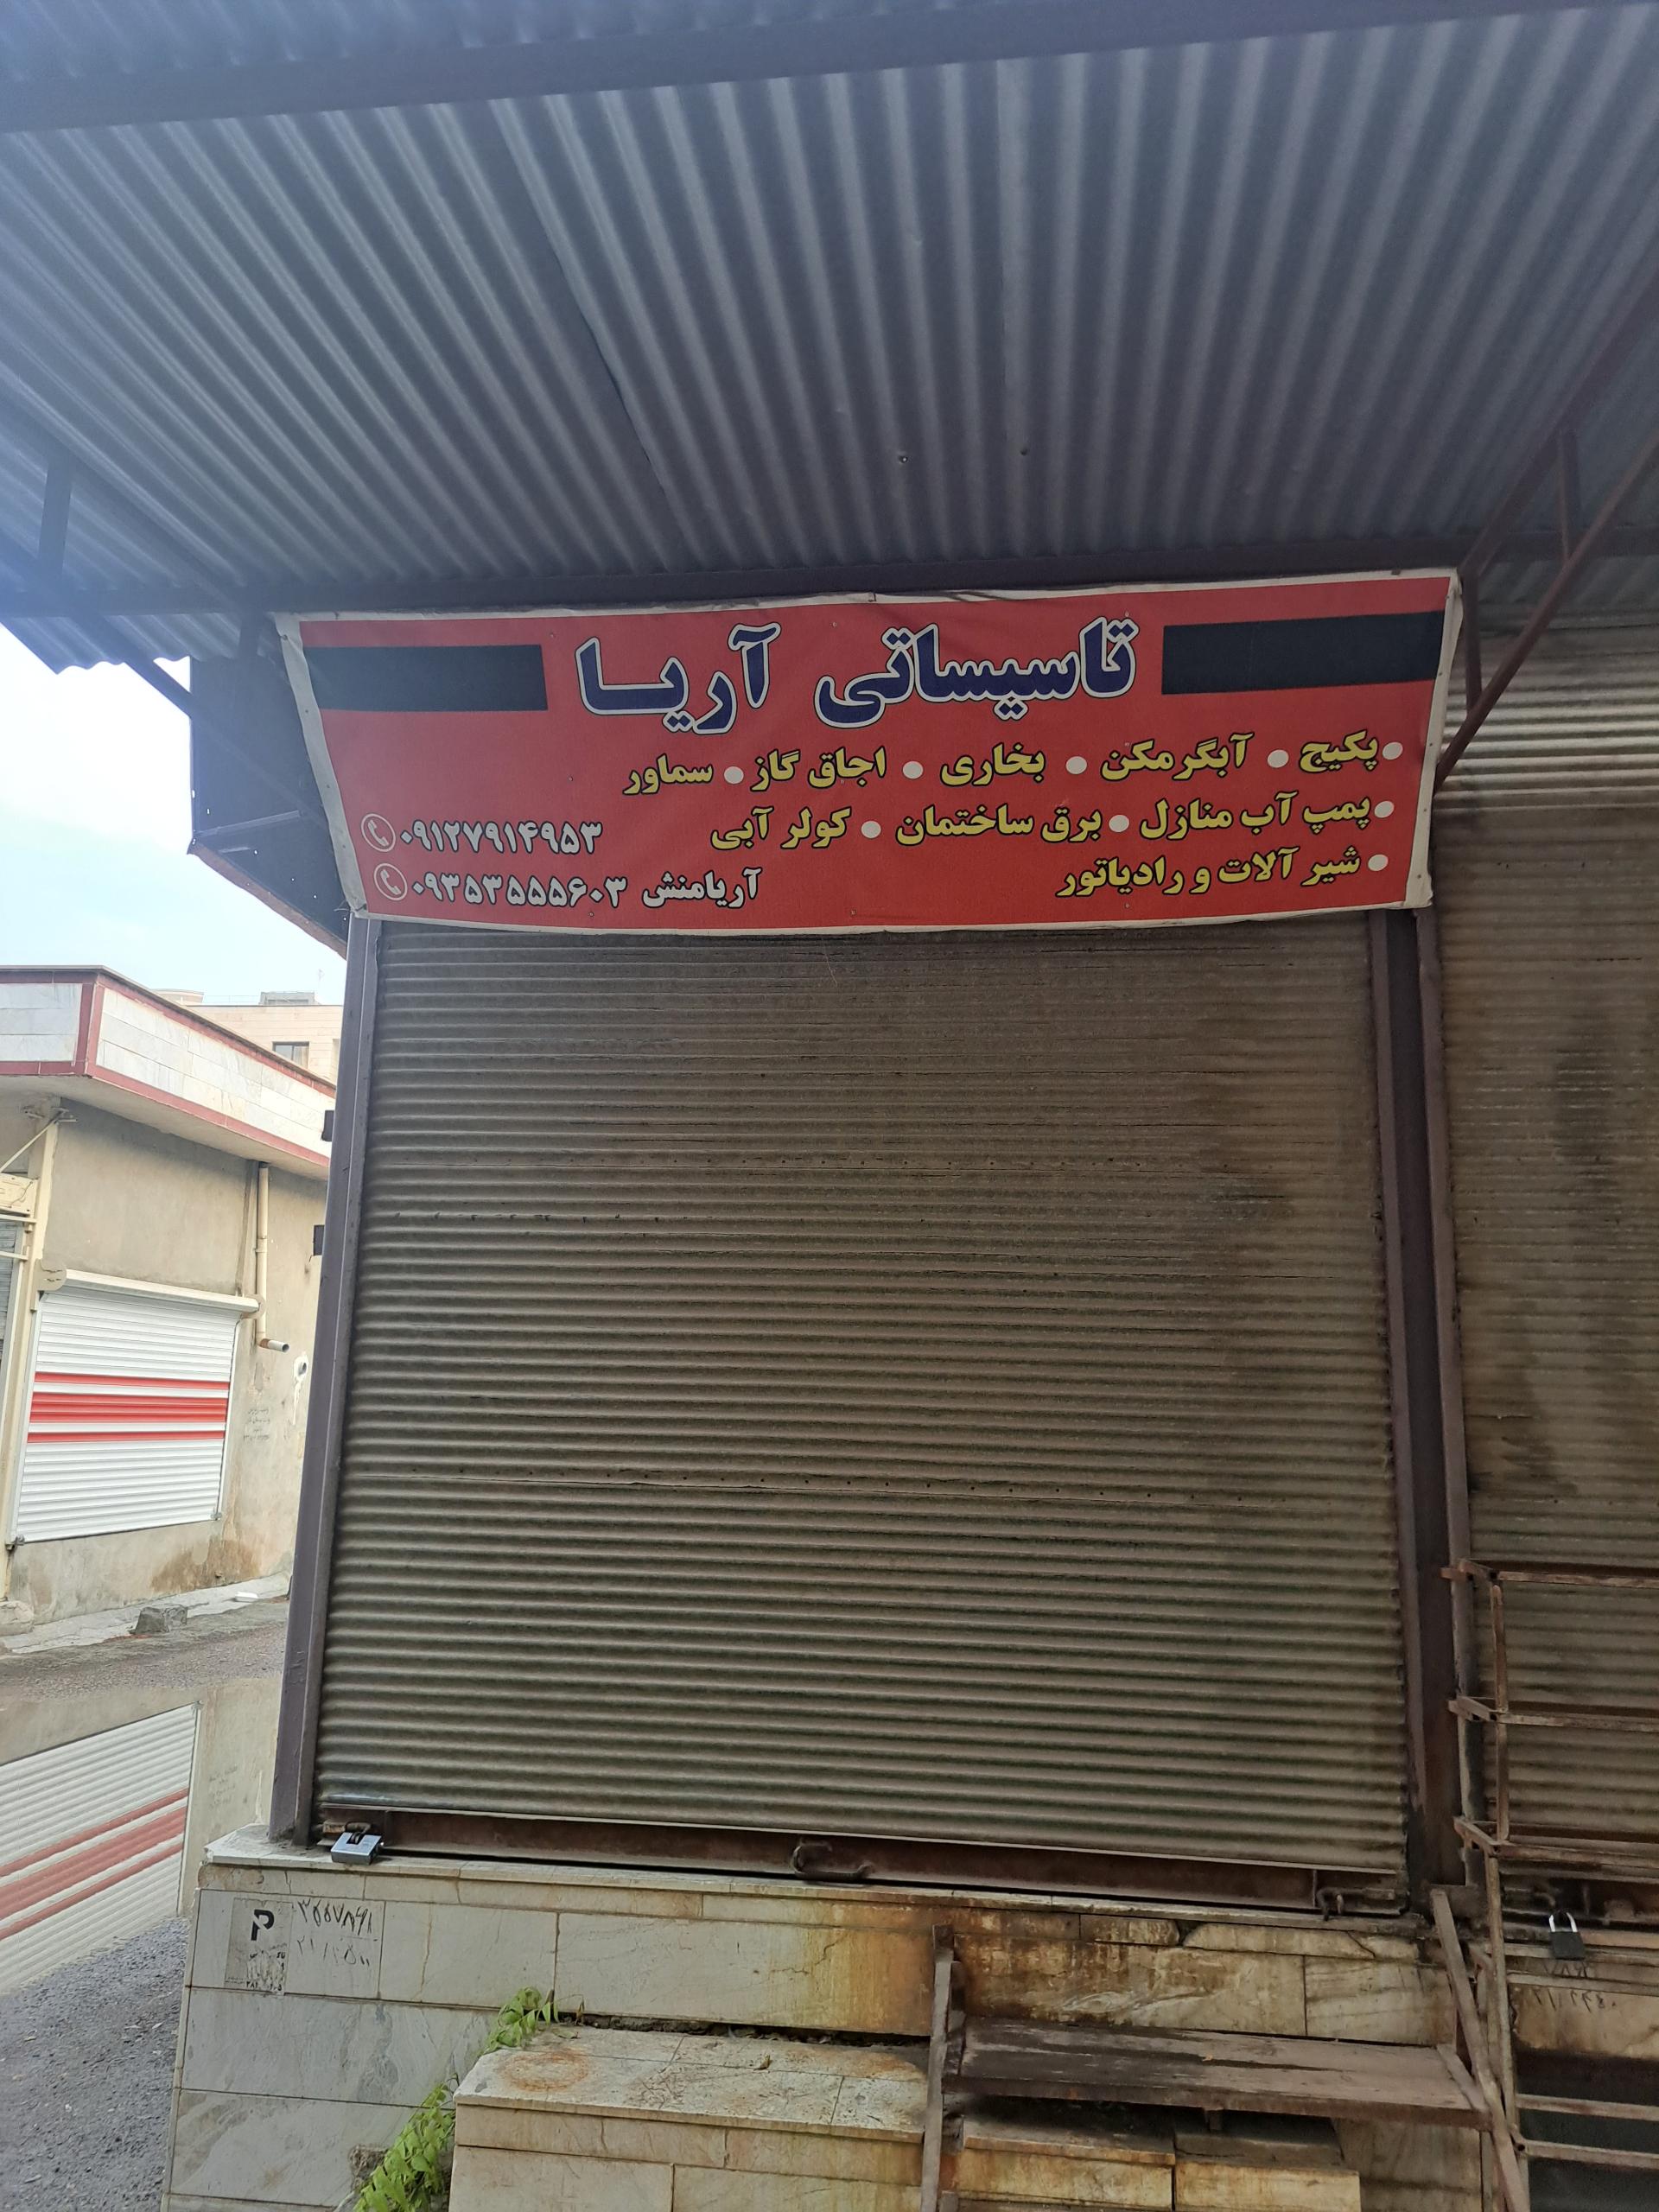 تاسیساتی آریا
• پکیج • آبگرمکن • بخاری • اجاق گاز • سماور
• پمپ آب منازل • برق ساختمان • کولر آبی
۰۹۱۲۷۹۱۴۹۵۳
• شیر آلات و رادیاتور
آریامنش ۰۹۳۵۳۵۵۵۶۰۳